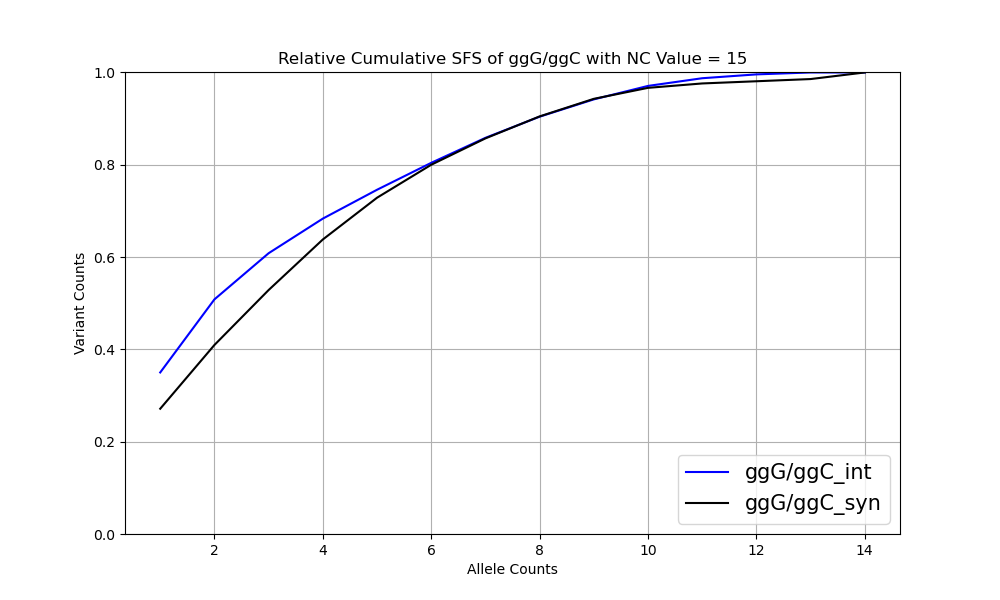 Relative Cumulative SFS of ggG/ggC with NC Value = 15
1.0
0.8
0.6
0.4
0.2
0.0
Variant Counts
ggG/ggC_int
ggG/ggC_syn
2 4 6 8 10 12 14
Allele Counts